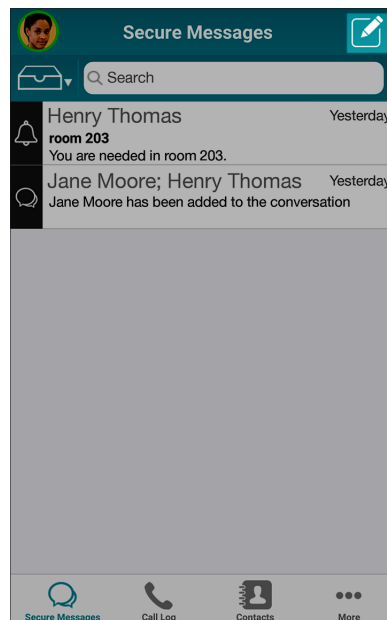 Secure Messages
Search
Henry Thomas Yesterday
room 203
You are needed in room 203.
Jane Moore; Henry Thomas Yesterday
Jane Moore has been added to the conversation
Secure Messages Call Log Contacts More